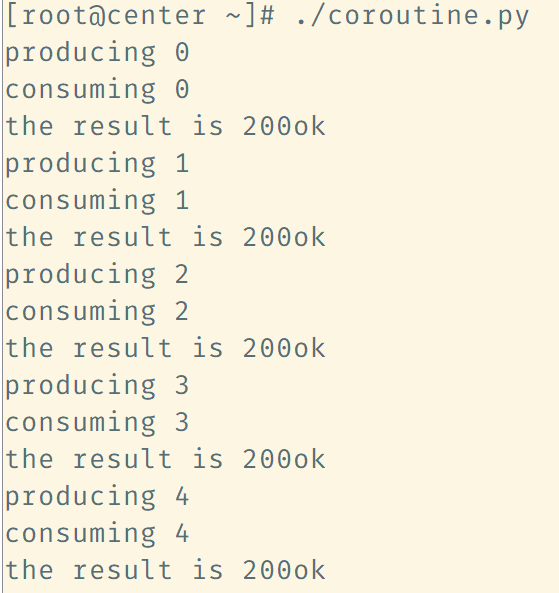 [root@center ~]# ./coroutine.py
producing 0
consuming 0
the result is 200ok
producing 1
consuming 1
the result is 200ok
producing 2
consuming 2
the result is 200ok
producing 3
consuming 3
the result is 200ok
producing 4
consuming 4
the result is 200ok